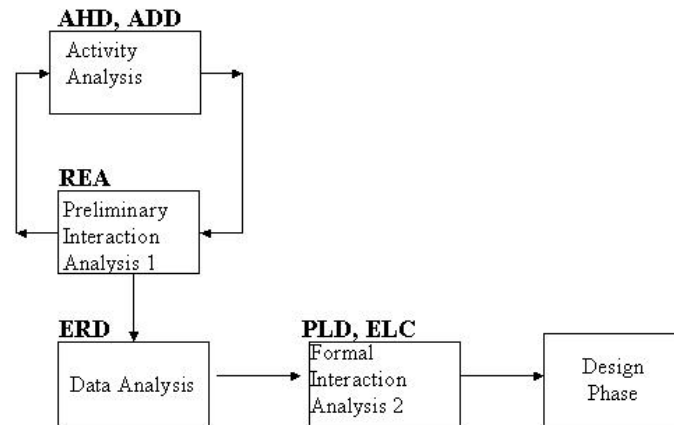 AHD, ADD
Activity
Analysis
REA
Preliminary
Interaction
Analysis 1
ERD
Data Analysis
PLD, ELC
Formal
Interaction
Analysis 2
Design
Phase